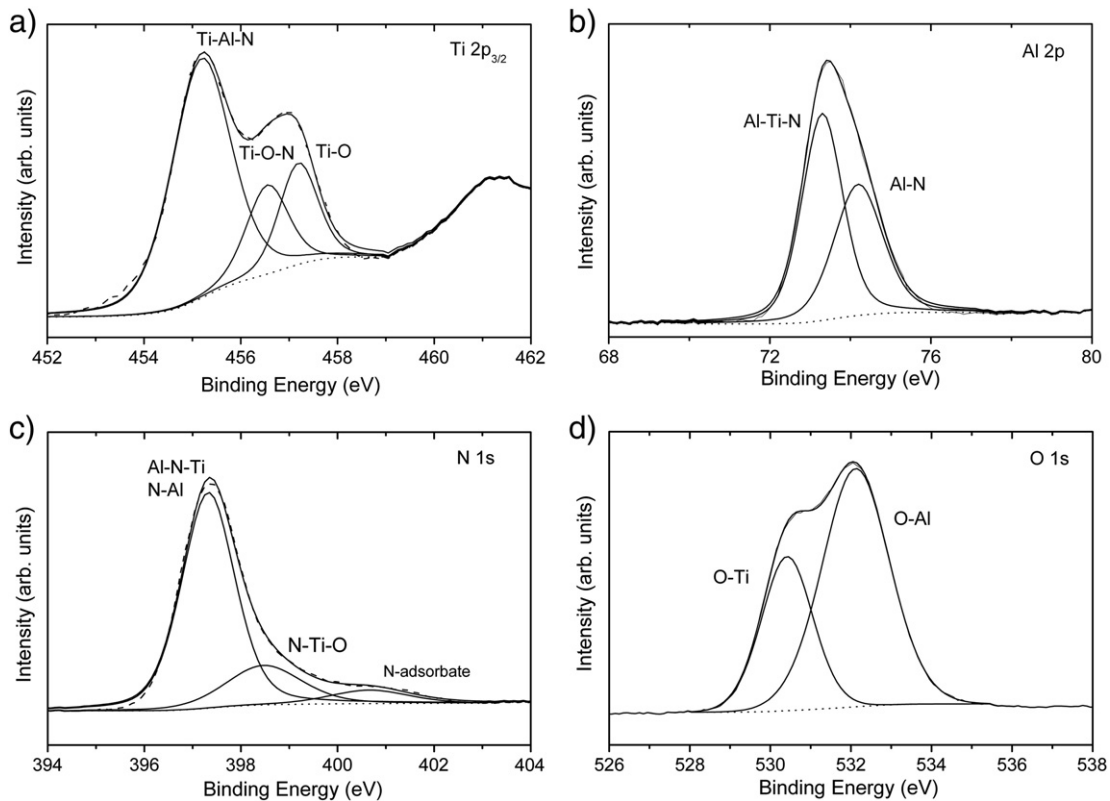 a)
Ti-Al-N
Ti 2p3/2
Ti-O-N
Ti-O
Intensity (arb. units)
452 454 456 458 460 462
Binding Energy (eV)
b)
Al 2p
Al-Ti-N
Al-N
Intensity (arb. units)
68 72 76 80
Binding Energy (eV)
c)
N 1s
Al-N-Ti
N-Al
N-Ti-O
N-adsorbate
Intensity (arb. units)
394 396 398 400 402 404
Binding Energy (eV)
d)
O 1s
O-Al
O-Ti
Intensity (arb. units)
526 528 530 532 534 536 538
Binding Energy (eV)